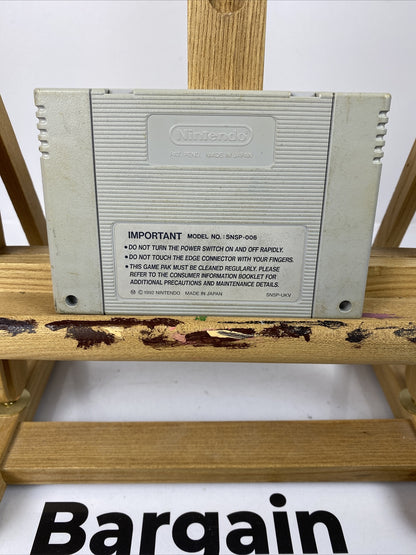 Nintendo
PAT. PEND. MADE IN JAPAN
IMPORTANT MODEL NO.: SNSP-006
• DO NOT TURN THE POWER SWITCH ON AND OFF RAPIDLY.
• DO NOT TOUCH THE EDGE CONNECTOR WITH YOUR FINGERS.
• THIS GAME PAK MUST BE CLEANED REGULARLY. PLEASE
REFER TO THE CONSUMER INFORMATION BOOKLET FOR
ADDITIONAL PRECAUTIONS AND MAINTENANCE DETAILS.
Ⓜ © 1992 NINTENDO MADE IN JAPAN SNSP-UKV
Bargain